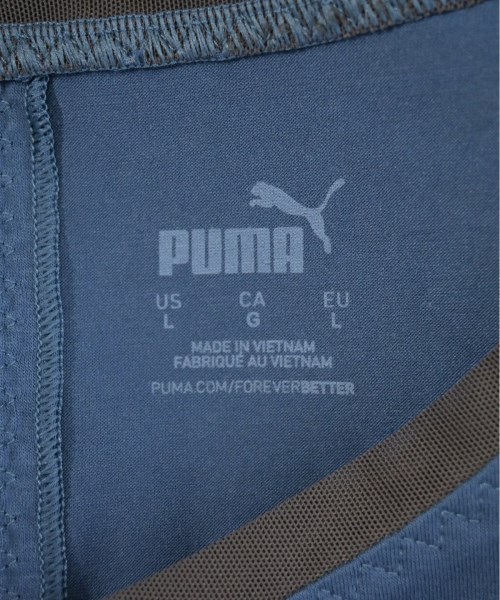 PUMA
US CA EU
L G L
MADE IN VIETNAM
FABRIQUÉ AU VIETNAM
PUMA.COM/FOREVERBETTER